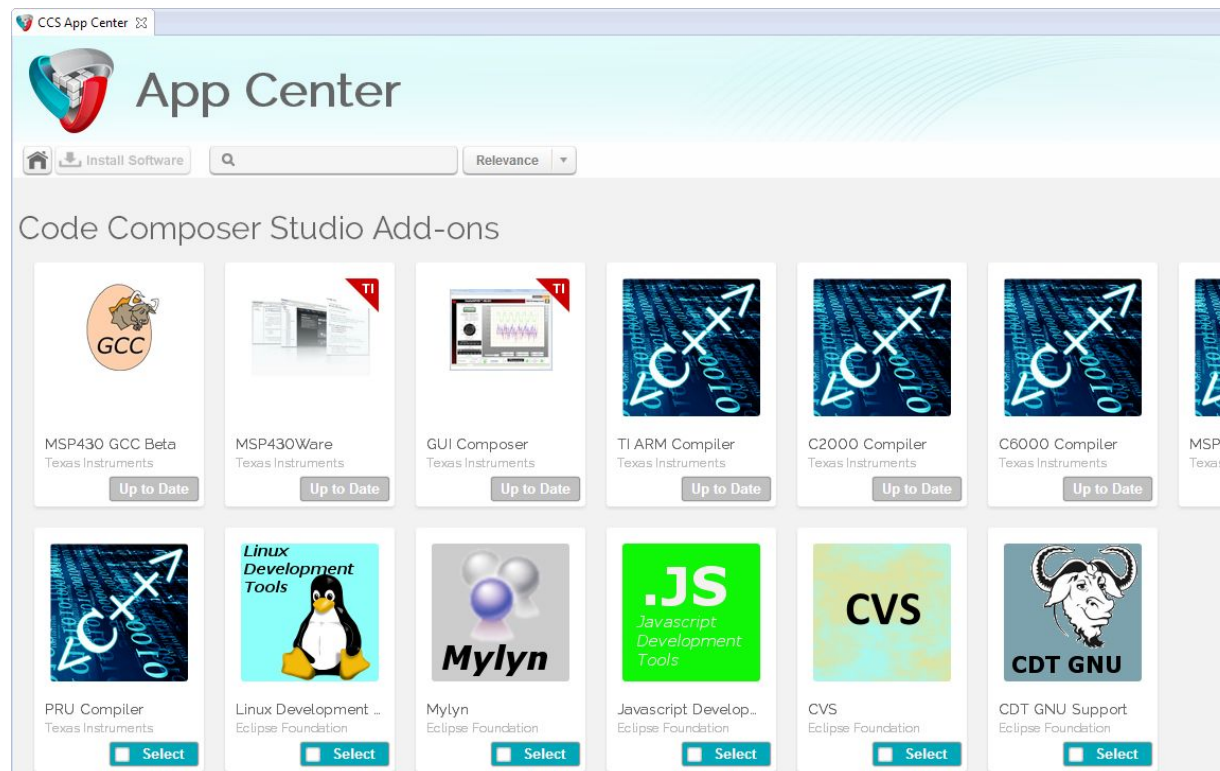 CCS App Center
App Center
Install Software
Relevance
Code Composer Studio Add-ons
TI
TI
GCC
<C++>
<C++>
<C++>
MSP430 GCC Beta
MSP430Ware
GUI Composer
TI ARM Compiler
C2000 Compiler
C6000 Compiler
MSP
Texas Instruments
Texas Instruments
Texas Instruments
Texas Instruments
Texas Instruments
Texas Instruments
Texas
Up to Date
Up to Date
Up to Date
Up to Date
Up to Date
Up to Date
<C++>
Linux
Development
Tools
Mylyn
.JS
Javascript
Development
Tools
CVS
CDT GNU
PRU Compiler
Linux Development ...
Mylyn
Javascript Develop...
CVS
CDT GNU Support
Texas Instruments
Eclipse Foundation
Eclipse Foundation
Eclipse Foundation
Eclipse Foundation
Eclipse Foundation
Select
Select
Select
Select
Select
Select